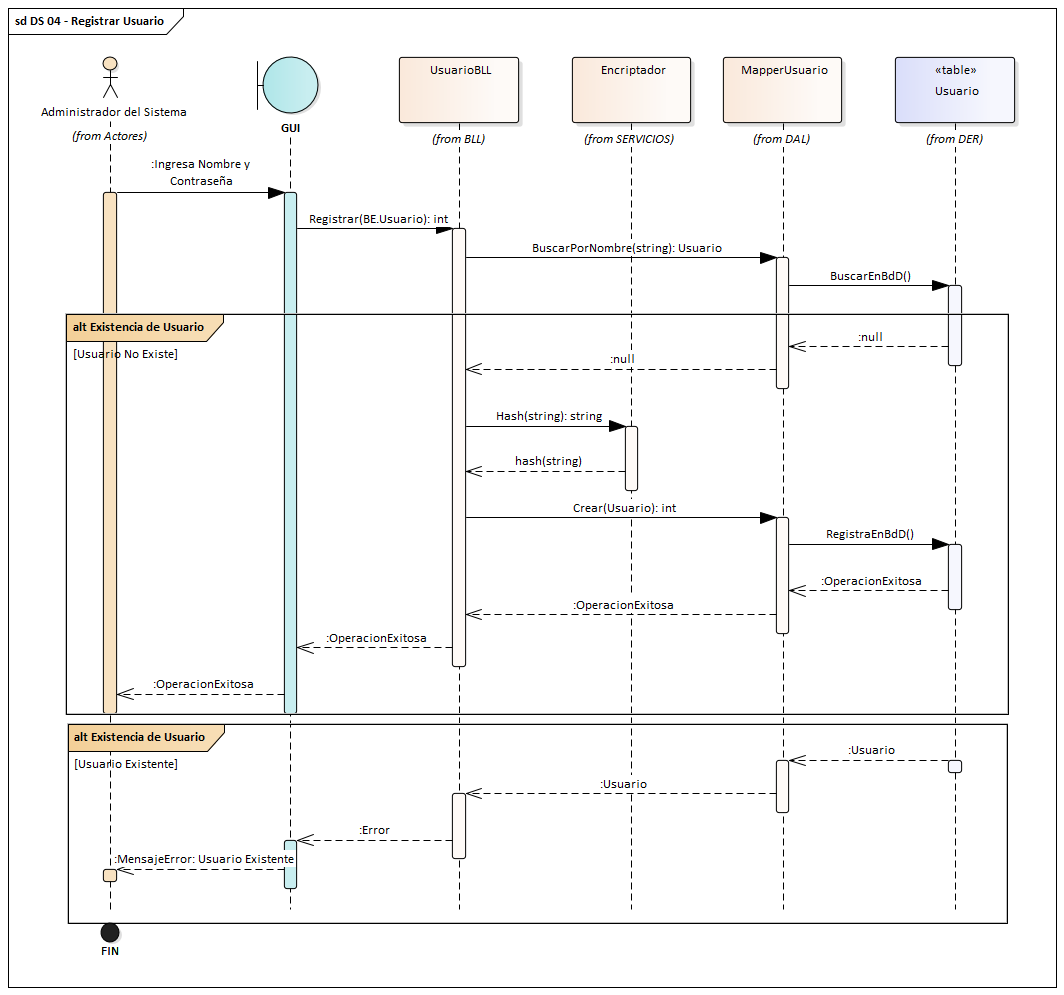 sd DS 04 - Registrar Usuario
Administrador del Sistema
(from Actores)
GUI
UsuarioBLL
(from BLL)
Encriptador
(from SERVICIOS)
MapperUsuario
(from DAL)
«table»
Usuario
(from DER)
:Ingresa Nombre y
Contraseña
Registrar(BE.Usuario): int
BuscarPorNombre(string): Usuario
BuscarEnBdD()
alt Existencia de Usuario
[Usuario No Existe]
:null
:null
Hash(string): string
hash(string)
Crear(Usuario): int
RegistraEnBdD()
:OperacionExitosa
:OperacionExitosa
:OperacionExitosa
:OperacionExitosa
alt Existencia de Usuario
[Usuario Existente]
:Usuario
:Usuario
:Error
:MensajeError: Usuario Existente
FIN